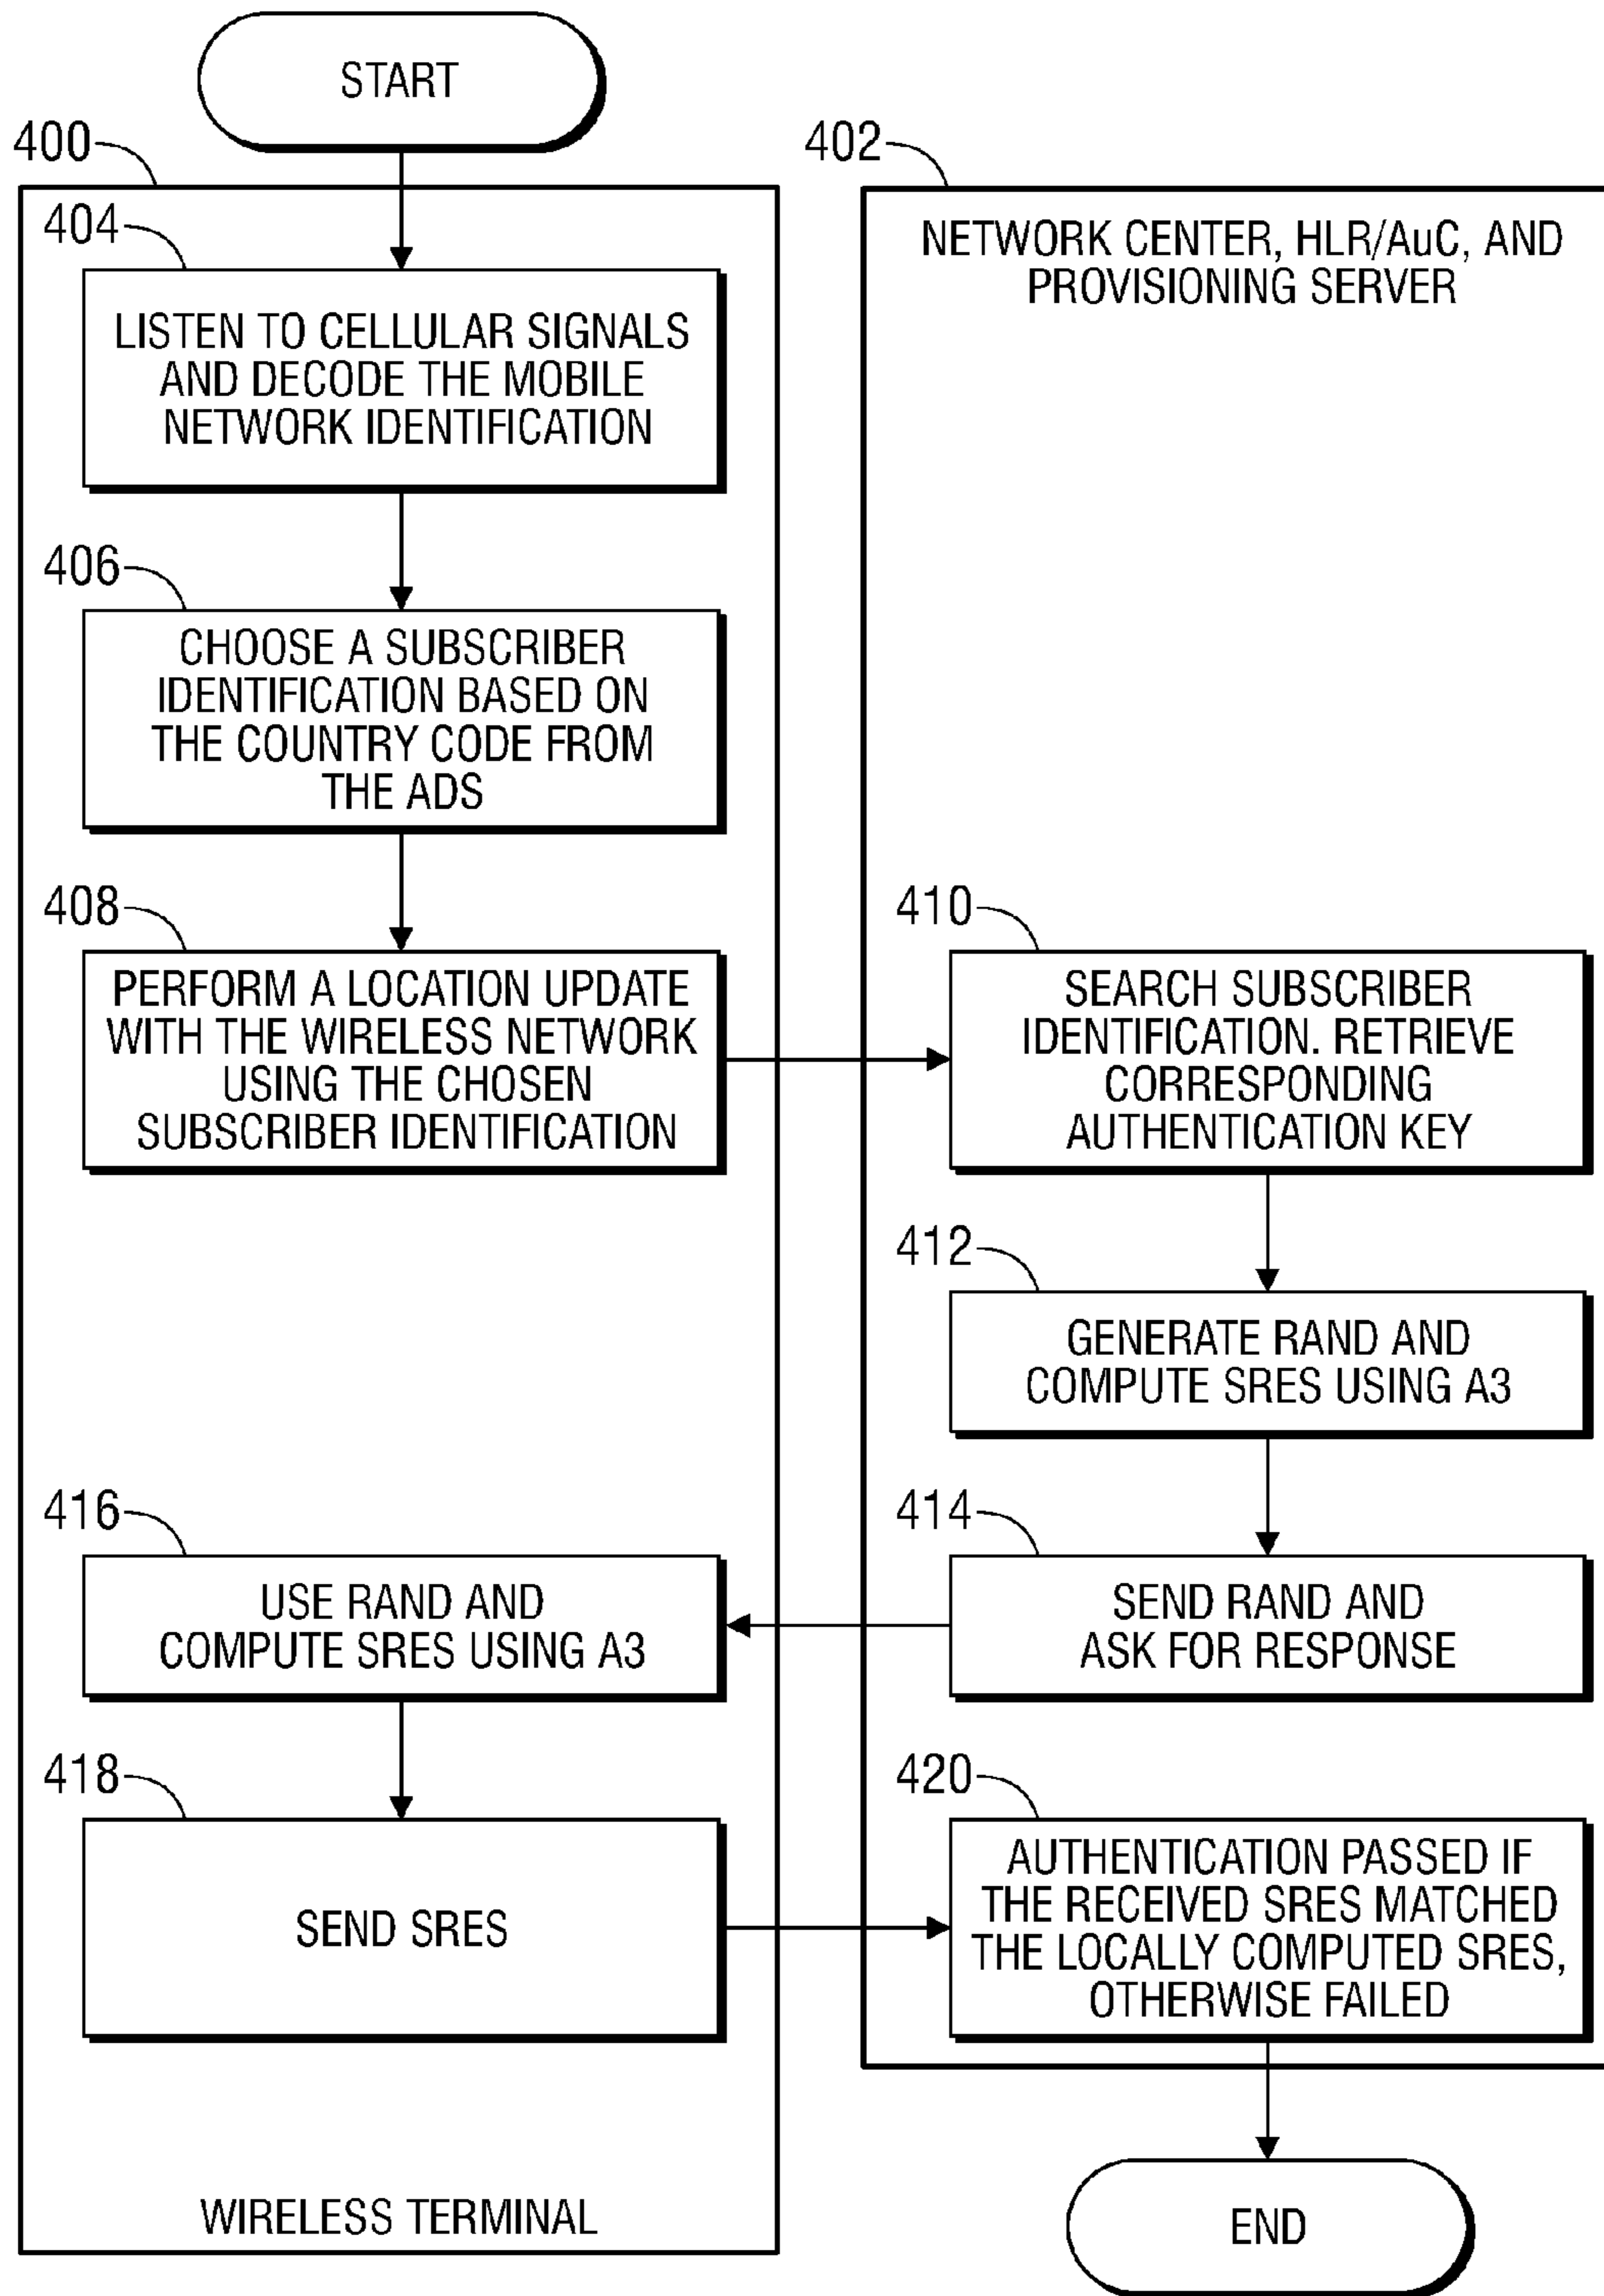 START
400
402
404
NETWORK CENTER, HLR/AuC, AND
PROVISIONING SERVER
LISTEN TO CELLULAR SIGNALS
AND DECODE THE MOBILE
NETWORK IDENTIFICATION
406
CHOOSE A SUBSCRIBER
IDENTIFICATION BASED ON
THE COUNTRY CODE FROM
THE ADS
408
PERFORM A LOCATION UPDATE
WITH THE WIRELESS NETWORK
USING THE CHOSEN
SUBSCRIBER IDENTIFICATION
410
SEARCH SUBSCRIBER
IDENTIFICATION. RETRIEVE
CORRESPONDING
AUTHENTICATION KEY
412
GENERATE RAND AND
COMPUTE SRES USING A3
414
SEND RAND AND
ASK FOR RESPONSE
416
USE RAND AND
COMPUTE SRES USING A3
418
SEND SRES
420
AUTHENTICATION PASSED IF
THE RECEIVED SRES MATCHED
THE LOCALLY COMPUTED SRES,
OTHERWISE FAILED
WIRELESS TERMINAL
END